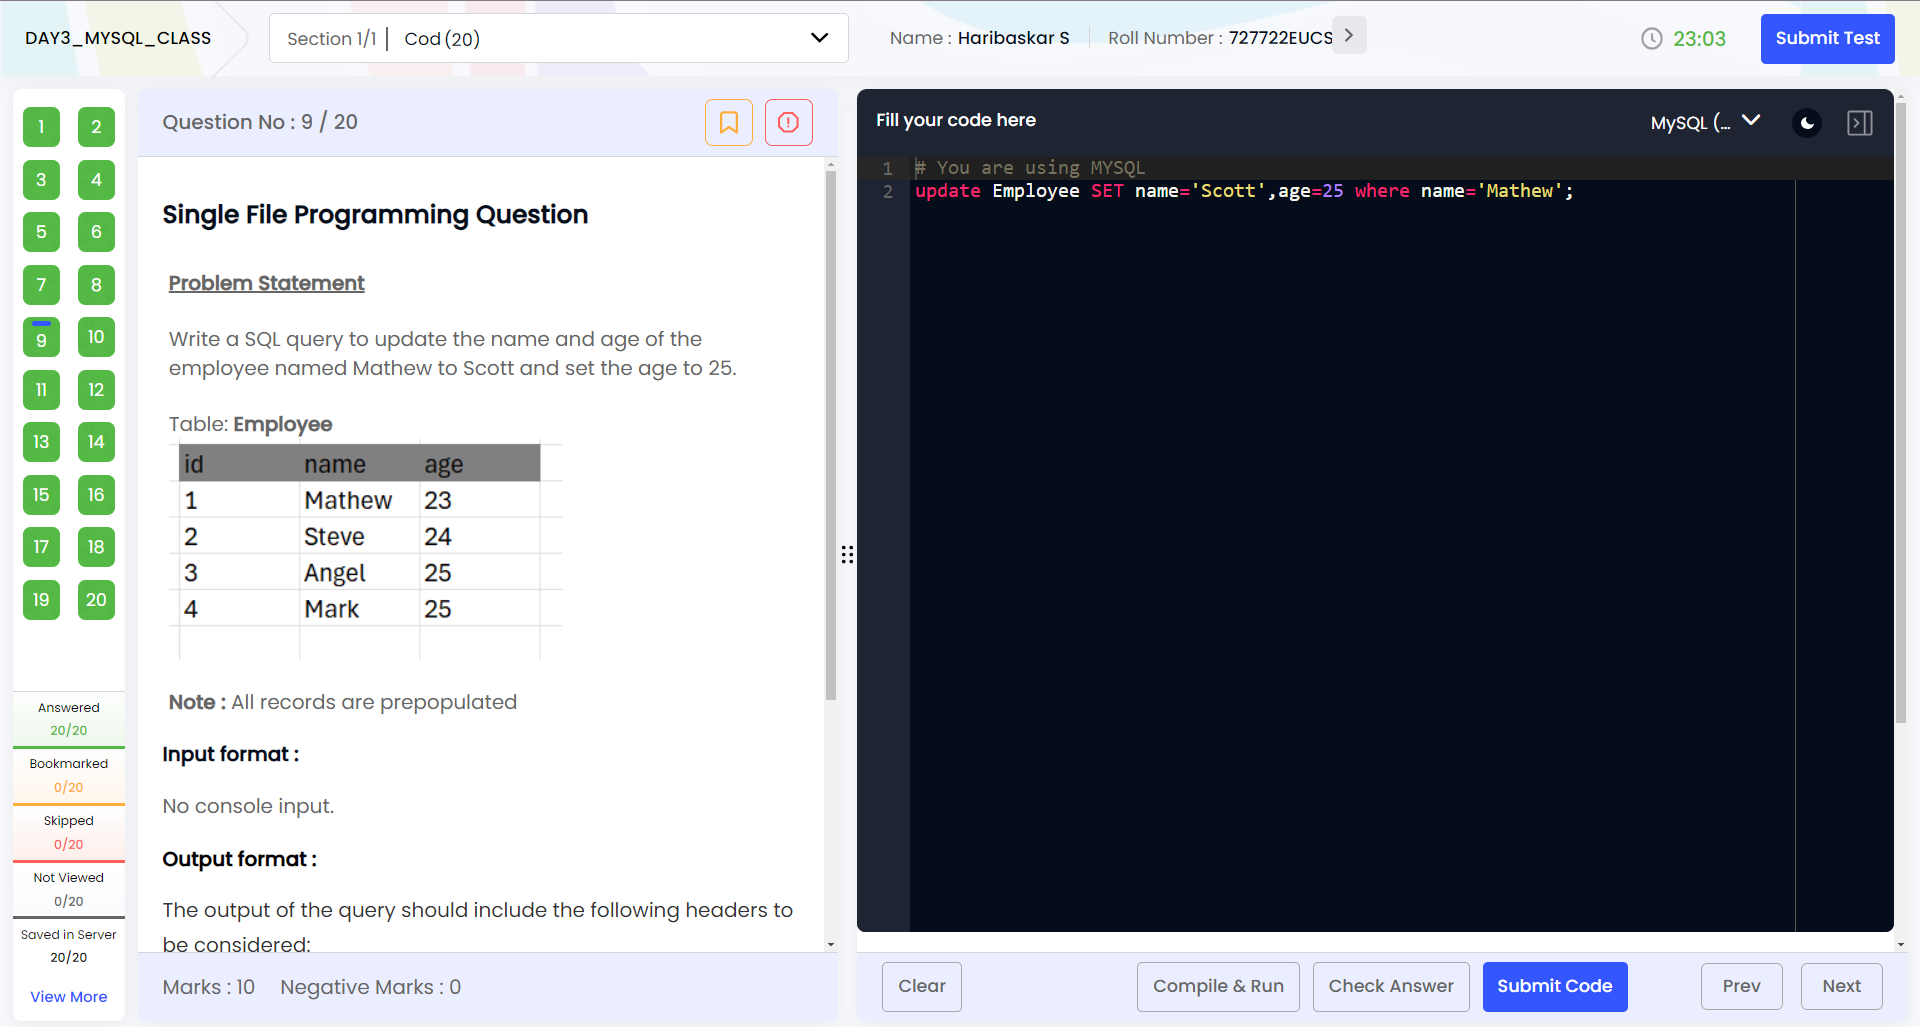 DAY3_MYSQL_CLASS
Section 1/1 | Cod (20)
Name : Haribaskar S
Roll Number : 727722EUCS
23:03
Submit Test
1 2
3 4
5 6
7 8
9 10
11 12
13 14
15 16
17 18
19 20
Answered
20/20
Bookmarked
0/20
Skipped
0/20
Not Viewed
0/20
Saved in Server
20/20
View More
Question No : 9 / 20
Single File Programming Question
Problem Statement
Write a SQL query to update the name and age of the
employee named Mathew to Scott and set the age to 25.
Table: Employee
id name age
1 Mathew 23
2 Steve 24
3 Angel 25
4 Mark 25
Note : All records are prepopulated
Input format :
No console input.
Output format :
The output of the query should include the following headers to
be considered:
Marks : 10 Negative Marks : 0
Fill your code here
MySQL (...
1 # You are using MYSQL
2 update Employee SET name='Scott',age=25 where name='Mathew';
Clear
Compile & Run
Check Answer
Submit Code
Prev
Next